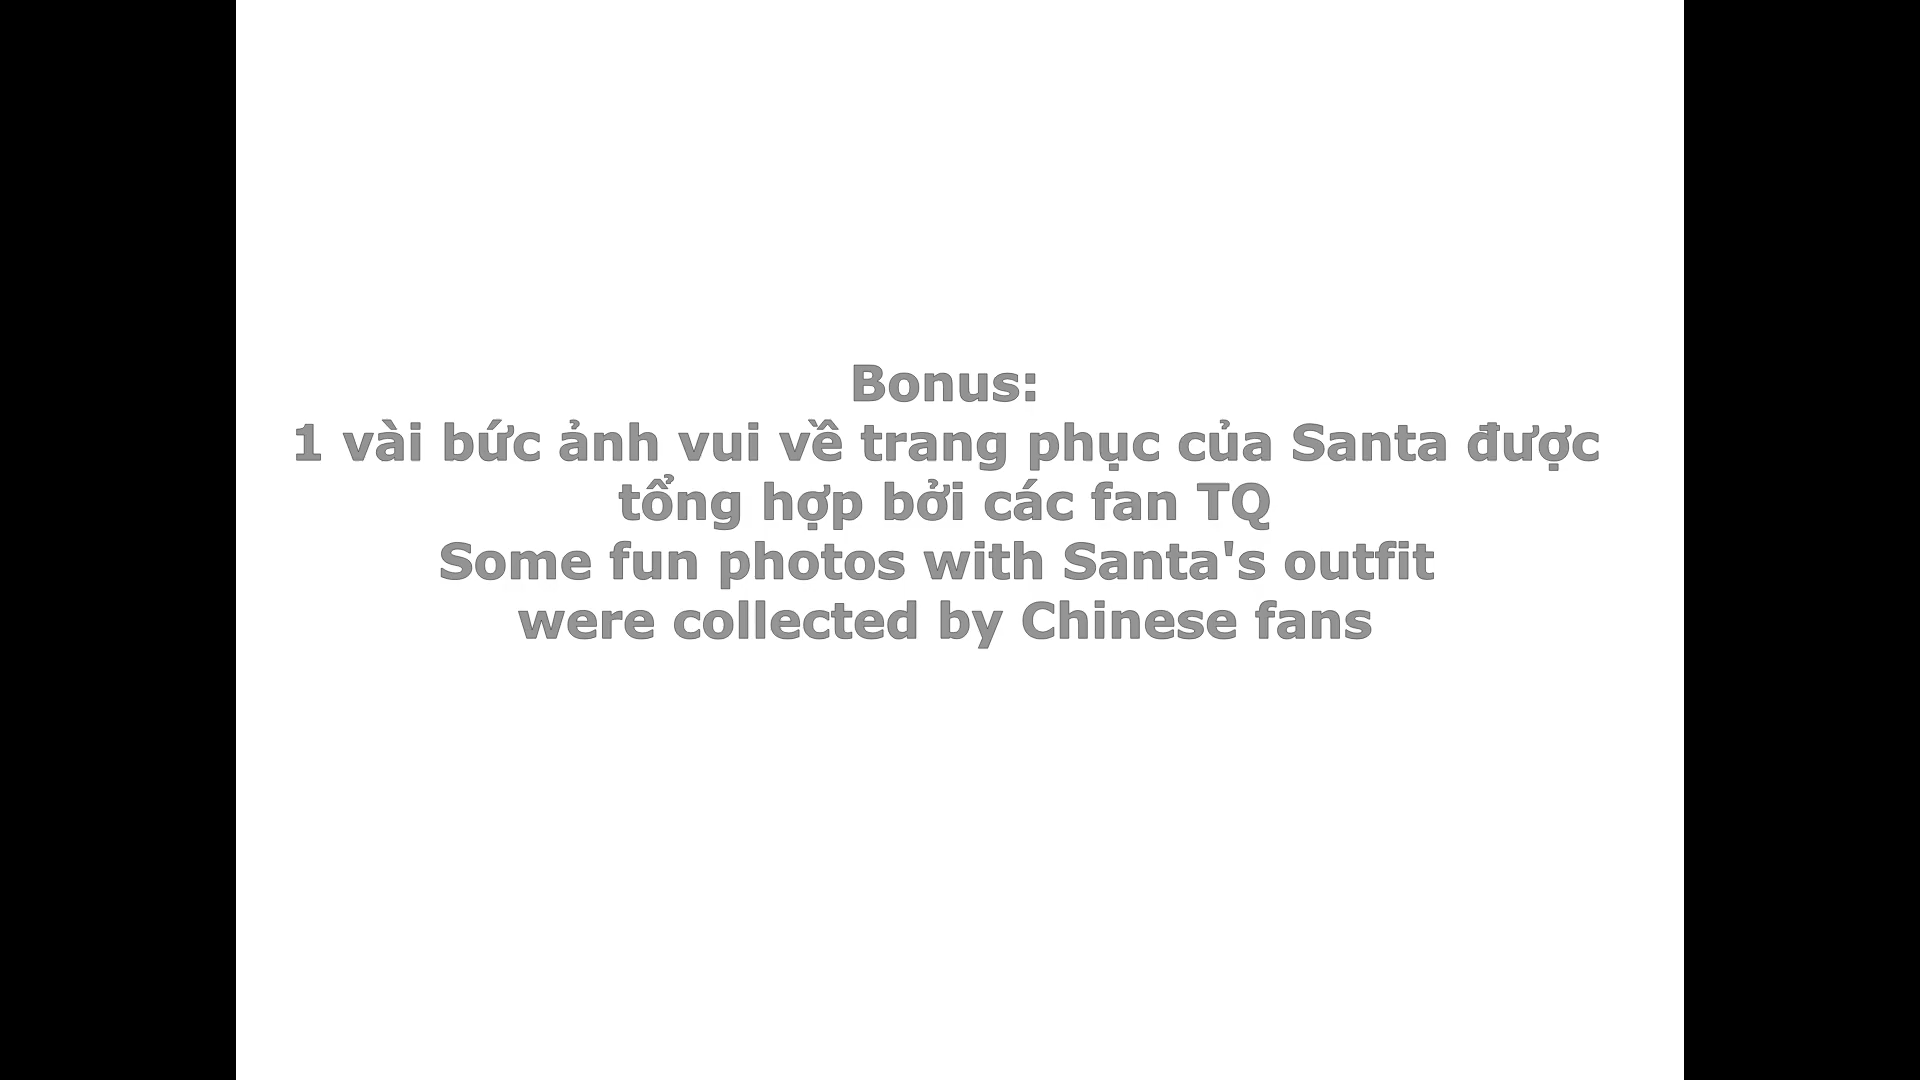 Bonus:
1 vài bức ảnh vui về trang phục của Santa được
tổng hợp bởi các fan TQ
Some fun photos with Santa's outfit
were collected by Chinese fans